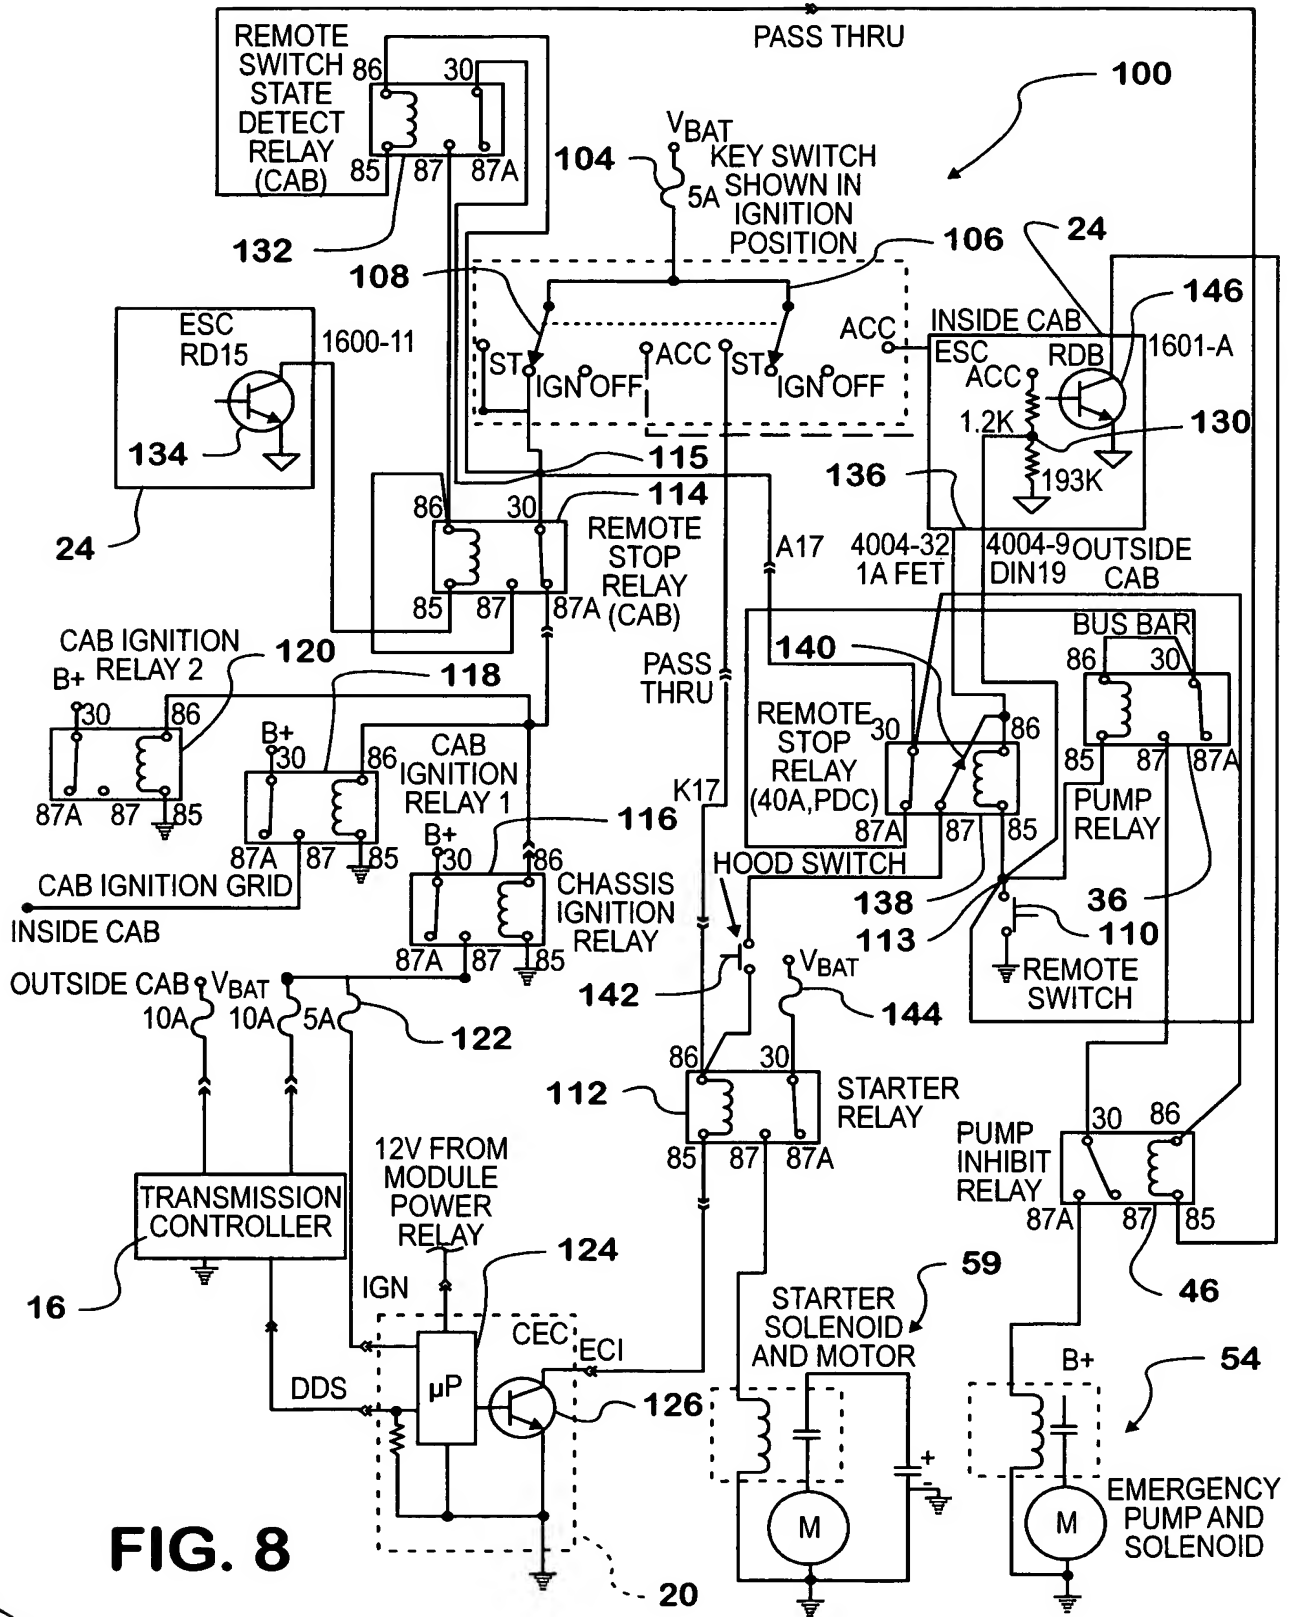 PASS THRU
REMOTE
SWITCH
STATE
DETECT
RELAY
(CAB)
86
30
85
87
87A
132
100
VBAT
104
5A
KEY SWITCH
SHOWN IN
IGNITION
POSITION
106
24
108
146
ESC
RD15
1600-11
134
24
ST
IGN
OFF
ACC
ST
IGN
OFF
ACC
INSIDE CAB
ESC
RDB
1601-A
ACC
1.2K
130
193K
136
115
114
86
30
REMOTE
STOP
RELAY
(CAB)
85
87
87A
A17
4004-32
1A FET
4004-9
DIN19
OUTSIDE
CAB
CAB IGNITION
RELAY 2
120
118
B+
30
86
87A
87
85
B+
30
86
87A
87
85
CAB
IGNITION
RELAY 1
PASS
THRU
140
BUS BAR
86
30
REMOTE
STOP
RELAY
(40A,PDC)
30
86
87A
87
85
85
87
87A
PUMP
RELAY
K17
116
B+
30
86
CAB IGNITION GRID
INSIDE CAB
CHASSIS
IGNITION
RELAY
87A
87
85
HOOD SWITCH
138
113
36
110
REMOTE
SWITCH
OUTSIDE CAB
VBAT
10A
10A
5A
122
142
VBAT
144
86
30
112
STARTER
RELAY
85
87
87A
30
86
PUMP
INHIBIT
RELAY
87A
87
85
12V FROM
MODULE
POWER
RELAY
TRANSMISSION
CONTROLLER
16
124
IGN
CEC
µP
ECI
DDS
126
59
STARTER
SOLENOID
AND MOTOR
46
B+
54
+
-
M
M
EMERGENCY
PUMP AND
SOLENOID
FIG. 8
20